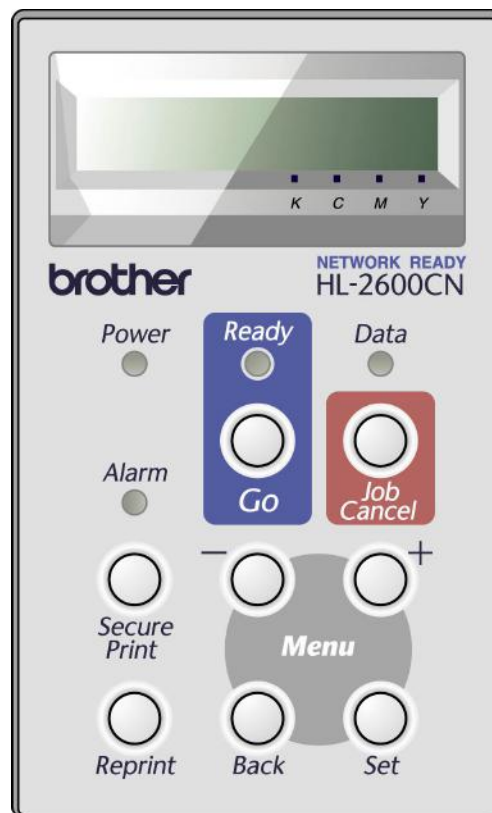 K C M Y
NETWORK READY
brother HL-2600CN
Power Ready Data
Alarm
Go
Job
Cancel
− +
Secure
Print
Menu
Reprint Back Set